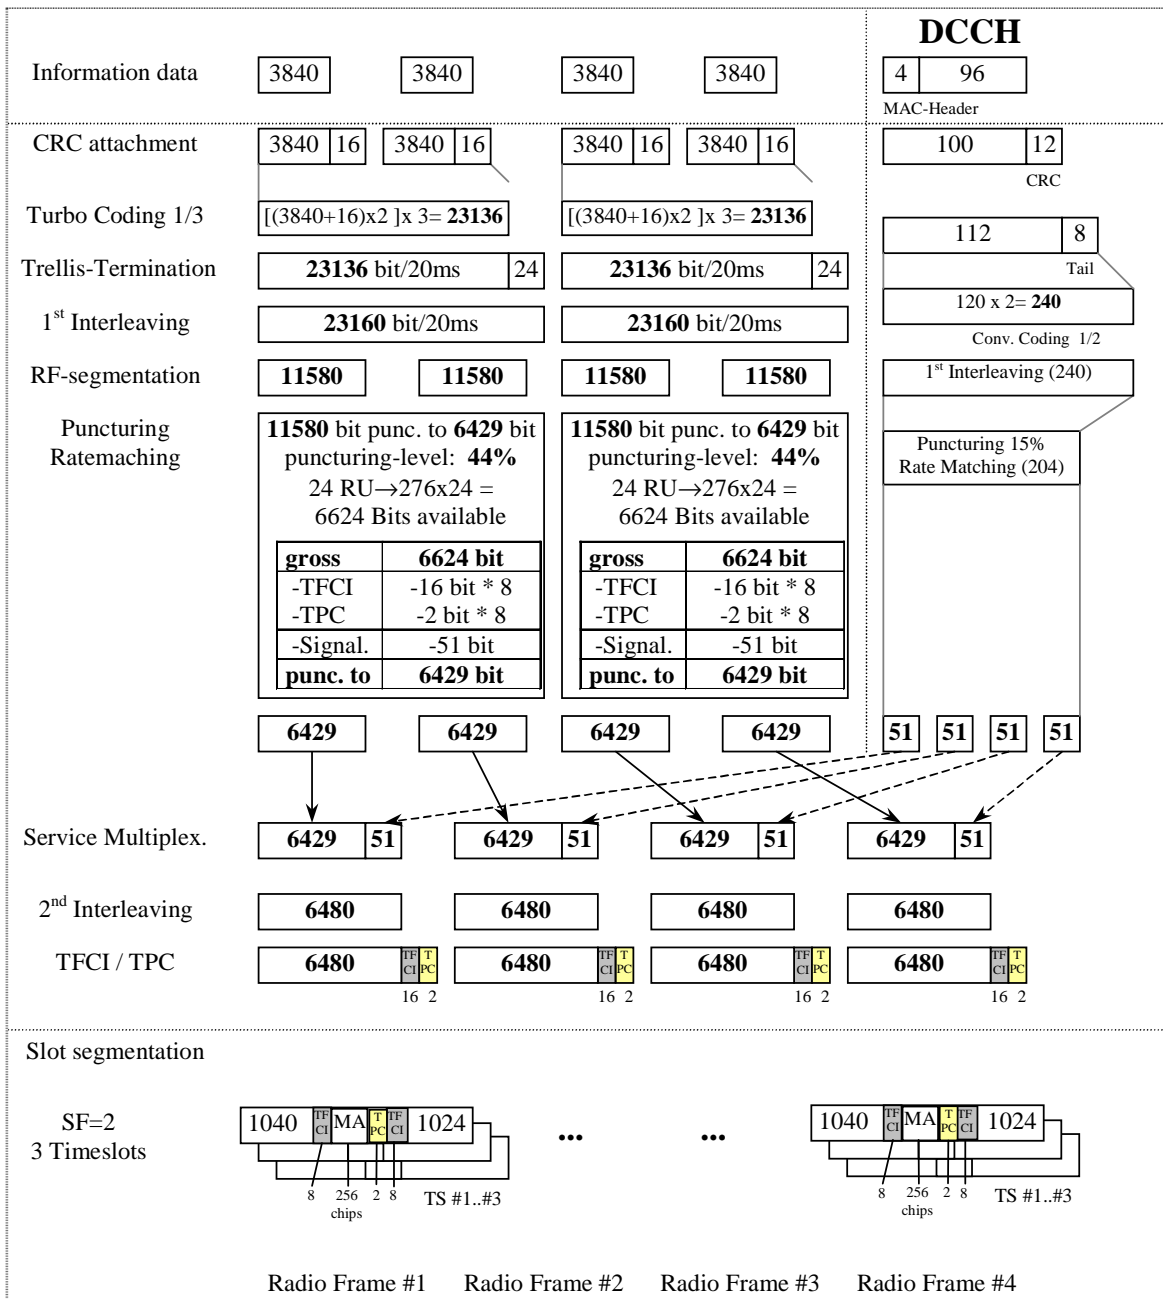 DCCH
Information data 3840 3840 3840 3840 4 96
MAC-Header
CRC attachment 3840 16 3840 16 3840 16 3840 16 100 12
CRC
Turbo Coding 1/3 [(3840+16)x2 ]x 3= 23136 [(3840+16)x2 ]x 3= 23136
112 8
Trellis-Termination 23136 bit/20ms 24 23136 bit/20ms 24
Tail
120 x 2= 240
1st Interleaving 23160 bit/20ms 23160 bit/20ms
Conv. Coding 1/2
RF-segmentation 11580 11580 11580 11580 1st Interleaving (240)
Puncturing 11580 bit punc. to 6429 bit 11580 bit punc. to 6429 bit
Ratemaching puncturing-level: 44% puncturing-level: 44%
Puncturing 15%
Rate Matching (204)
24 RU→276x24 = 24 RU→276x24 =
6624 Bits available 6624 Bits available
gross 6624 bit gross 6624 bit
-TFCI -16 bit * 8 -TFCI -16 bit * 8
-TPC -2 bit * 8 -TPC -2 bit * 8
-Signal. -51 bit -Signal. -51 bit
punc. to 6429 bit punc. to 6429 bit
6429 6429 6429 6429 51 51 51 51
Service Multiplex. 6429 51 6429 51 6429 51 6429 51
2nd Interleaving 6480 6480 6480 6480
TFCI / TPC 6480 TF CI T PC 6480 TF CI T PC 6480 TF CI T PC 6480 TF CI T PC
16 2 16 2 16 2 16 2
Slot segmentation
SF=2 1040 TF CI MA T PC TF CI 1024 ... ... 1040 TF CI MA T PC TF CI 1024
3 Timeslots
8 256 2 8 TS #1..#3 8 256 2 8 TS #1..#3
chips chips
Radio Frame #1 Radio Frame #2 Radio Frame #3 Radio Frame #4